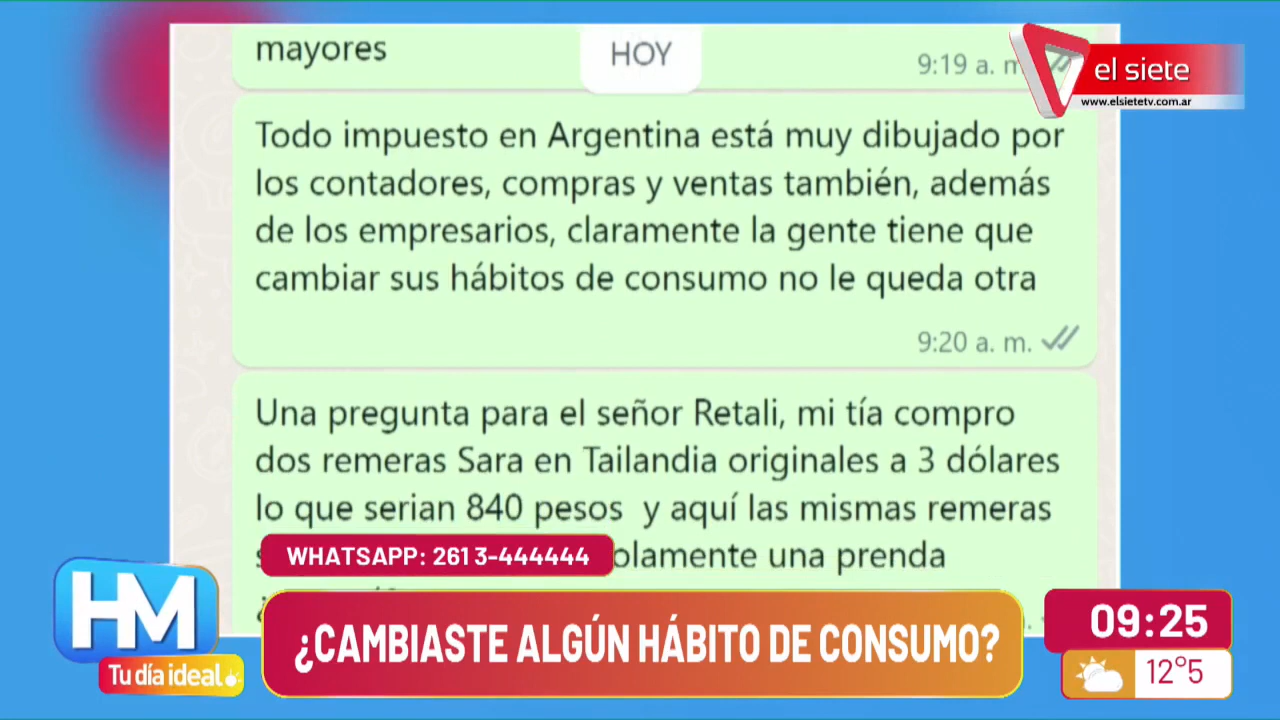 mayores
HOY
9:19 a. m.
el siete
www.elsietetv.com.ar
Todo impuesto en Argentina está muy dibujado por
los contadores, compras y ventas también, además
de los empresarios, claramente la gente tiene que
cambiar sus hábitos de consumo no le queda otra
9:20 a. m.
Una pregunta para el señor Retali, mi tía compro
dos remeras Sara en Tailandia originales a 3 dólares
lo que serian 840 pesos y aquí las mismas remeras
una prenda
WHATSAPP: 261 3-444444
HM
Tu día ideal
¿CAMBIASTE ALGÚN HÁBITO DE CONSUMO?
09:25
12°5